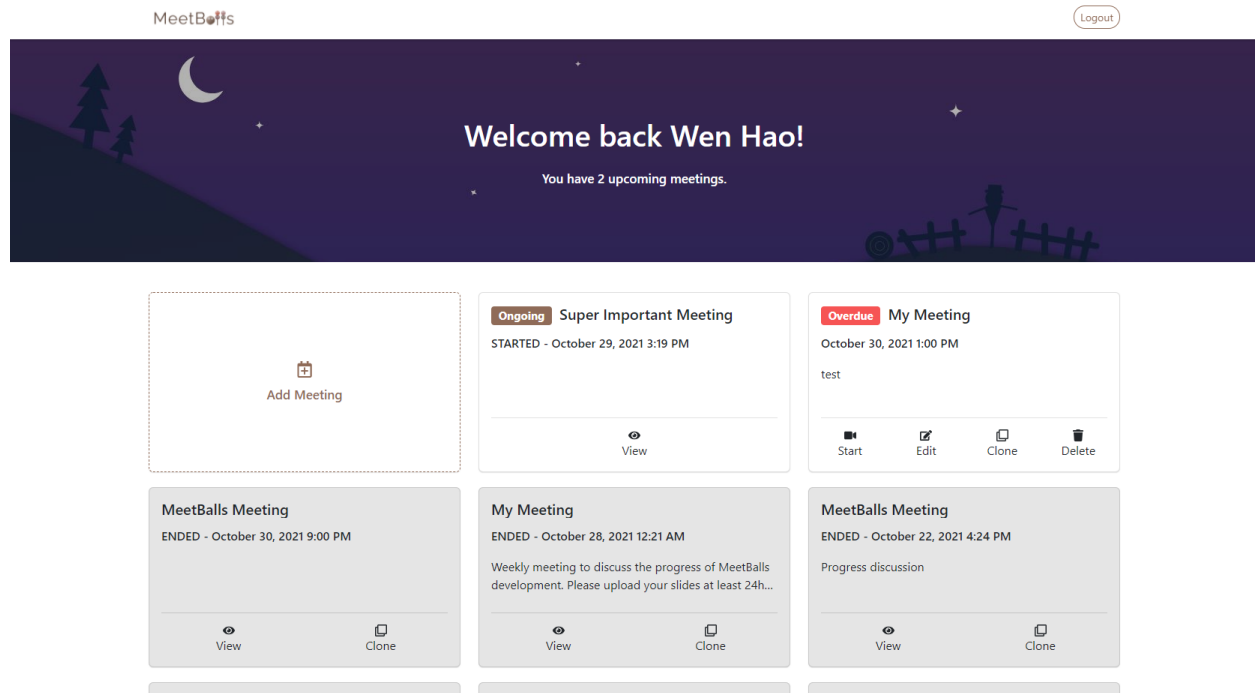 MeetBalls
Logout
Welcome back Wen Hao!
You have 2 upcoming meetings.
Add Meeting
Ongoing Super Important Meeting
STARTED - October 29, 2021 3:19 PM
View
Overdue My Meeting
October 30, 2021 1:00 PM
test
Start Edit Clone Delete
MeetBalls Meeting
ENDED - October 30, 2021 9:00 PM
View Clone
My Meeting
ENDED - October 28, 2021 12:21 AM
Weekly meeting to discuss the progress of MeetBalls
development. Please upload your slides at least 24h...
View Clone
MeetBalls Meeting
ENDED - October 22, 2021 4:24 PM
Progress discussion
View Clone